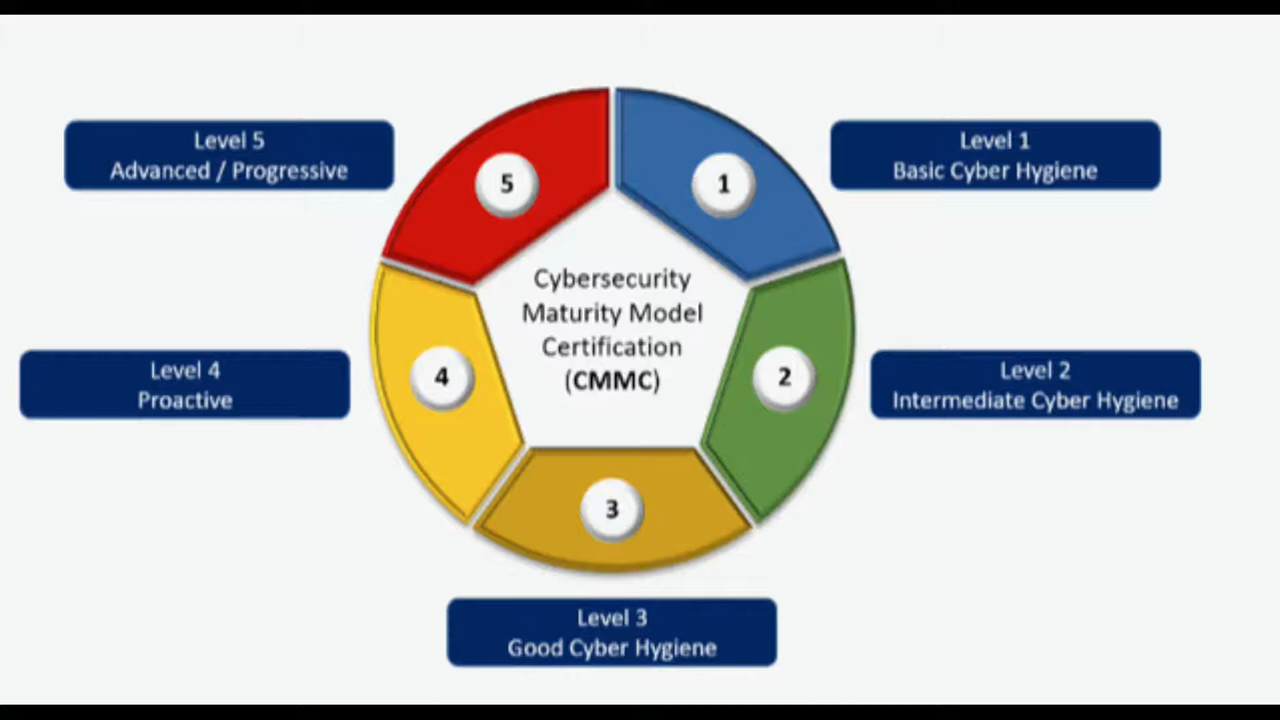 Level 5
Advanced / Progressive
Level 1
Basic Cyber Hygiene
5
1
Cybersecurity
Maturity Model
Certification
(CMMC)
Level 4
Proactive
4
2
Level 2
Intermediate Cyber Hygiene
3
Level 3
Good Cyber Hygiene